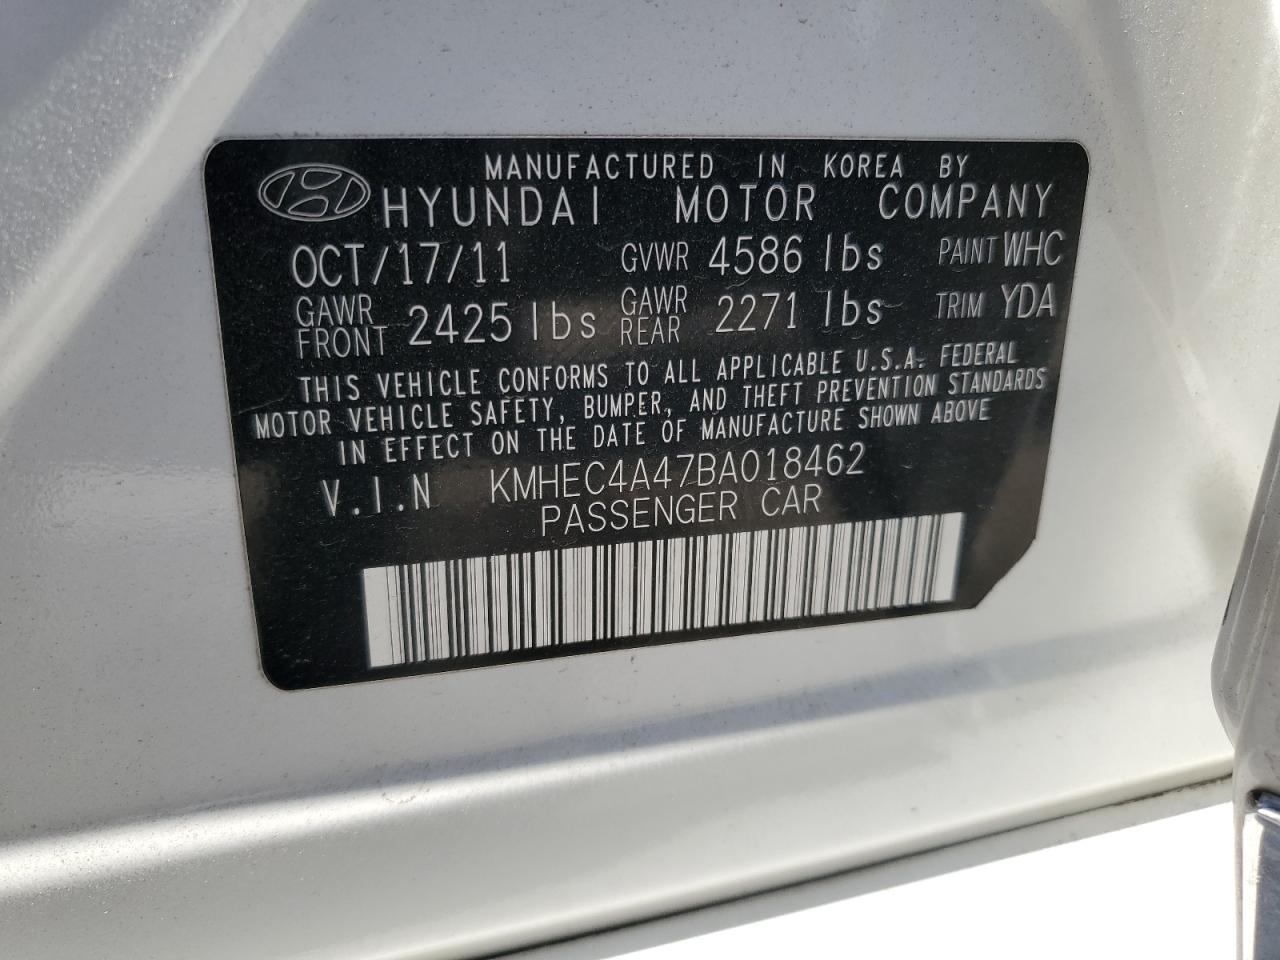 MANUFACTURED IN KOREA BY
HYUNDAI MOTOR COMPANY
OCT/17/11 GVWR 4586 lbs PAINT WHC
GAWR FRONT 2425 lbs GAWR REAR 2271 lbs TRIM YDA
THIS VEHICLE CONFORMS TO ALL APPLICABLE U.S.A. FEDERAL
MOTOR VEHICLE SAFETY, BUMPER, AND THEFT PREVENTION STANDARDS
IN EFFECT ON THE DATE OF MANUFACTURE SHOWN ABOVE
V.I.N KMHEC4A47BA018462
PASSENGER CAR